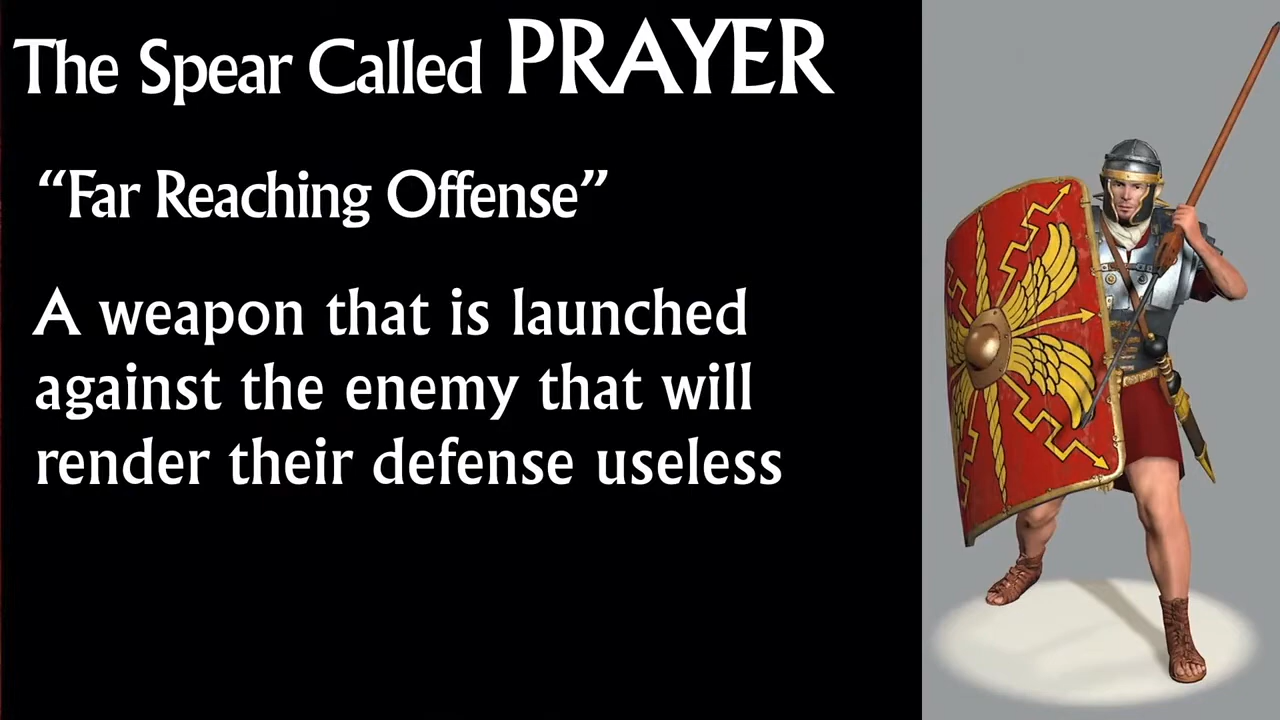 The Spear Called PRAYER
“Far Reaching Offense”
A weapon that is launched
against the enemy that will
render their defense useless